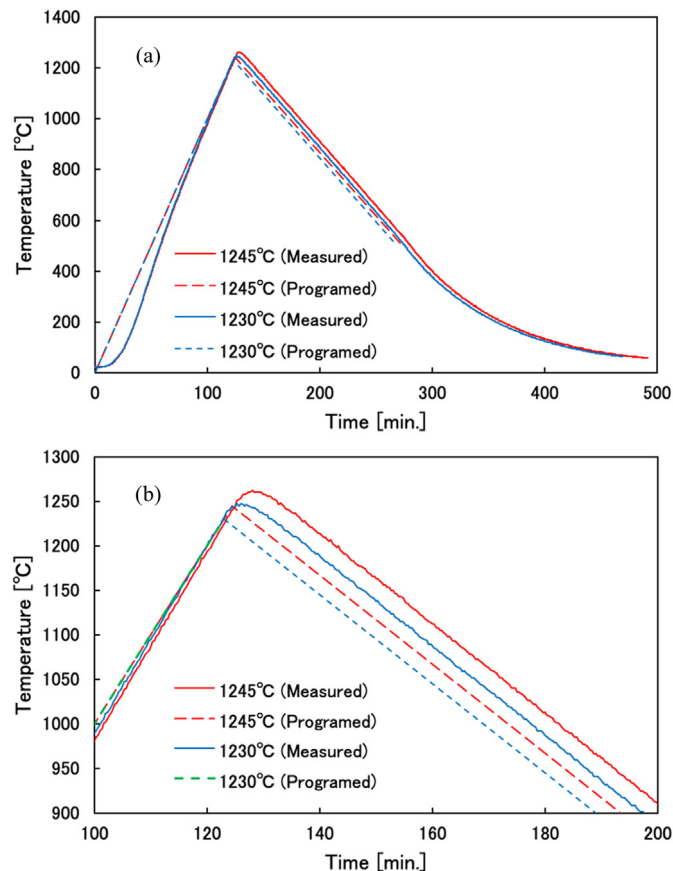 (a)
Temperature [℃]
1400
1200
1000
800
600
400
200
0
1245℃ (Measured)
1245℃ (Programed)
1230℃ (Measured)
1230℃ (Programed)
0 100 200 300 400 500
Time [min.]
(b)
Temperature [℃]
1300
1250
1200
1150
1100
1050
1000
950
900
1245℃ (Measured)
1245℃ (Programed)
1230℃ (Measured)
1230℃ (Programed)
100 120 140 160 180 200
Time [min.]